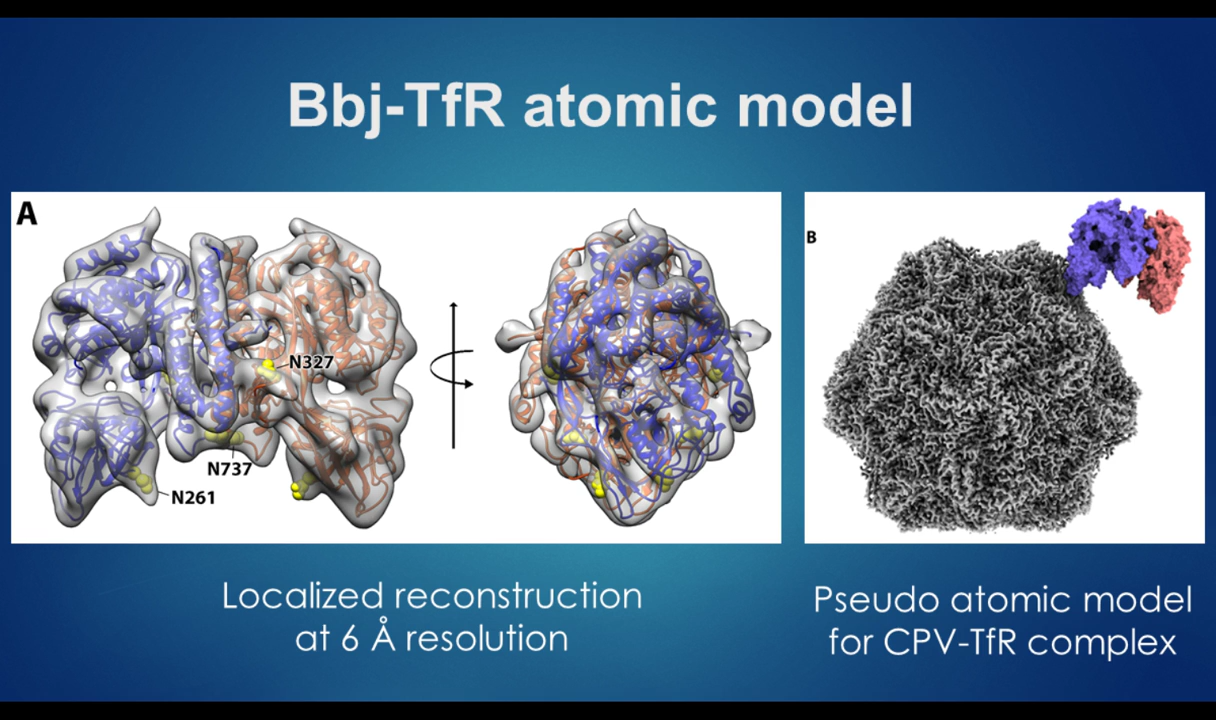 Bbj-TfR atomic model
A
N327
N737
N261
B
Localized reconstruction
at 6 Å resolution
Pseudo atomic model
for CPV-TfR complex